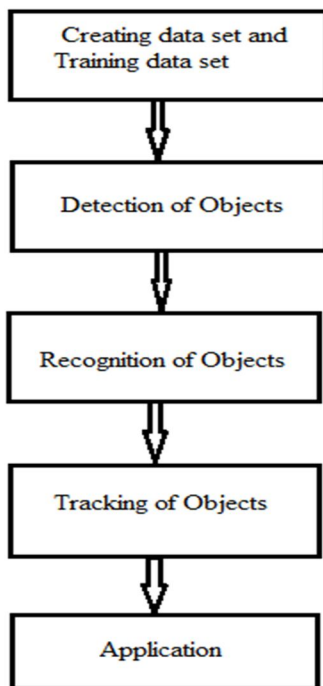 Creating data set and
Training data set
Detection of Objects
Recognition of Objects
Tracking of Objects
Application